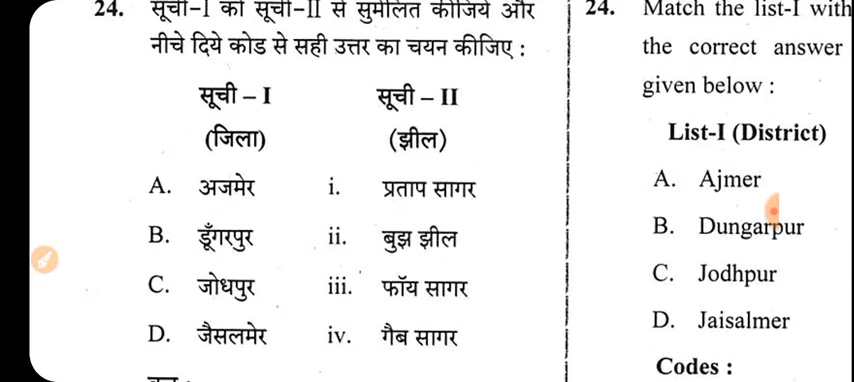 24. सूची-I को सूची-II से सुमेलित कीजिये और
नीचे दिये कोड से सही उत्तर का चयन कीजिए :
सूची – I सूची – II
(जिला) (झील)
A. अजमेर i. प्रताप सागर
B. डूँगरपुर ii. बुझ झील
C. जोधपुर iii. फॉय सागर
D. जैसलमेर iv. गैब सागर
24. Match the list-I with
the correct answer
given below :
List-I (District)
A. Ajmer
B. Dungarpur
C. Jodhpur
D. Jaisalmer
Codes :